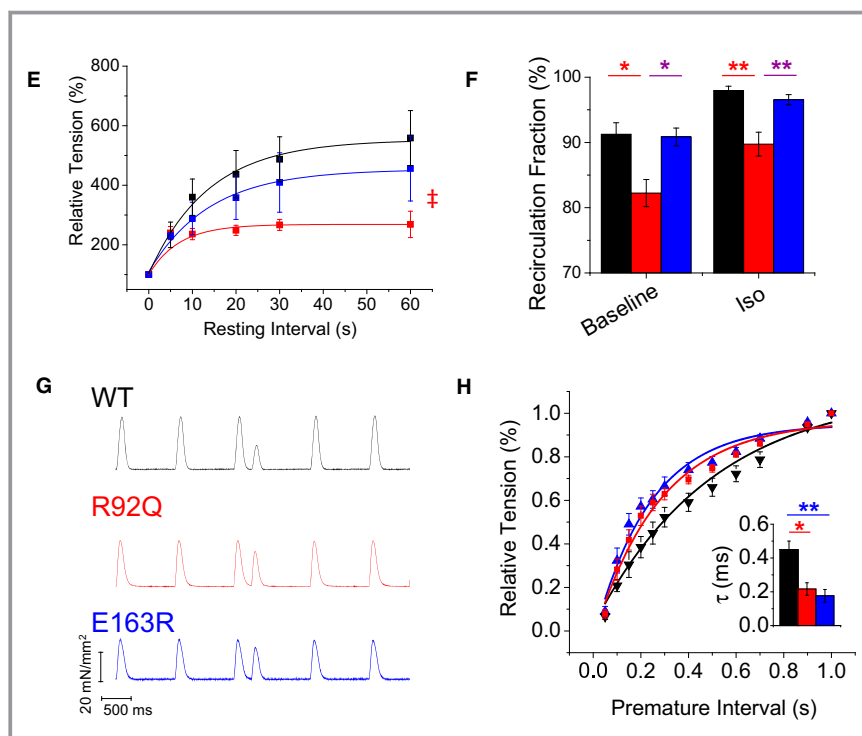 E
Relative Tension (%)
800
600
400
200
0 10 20 30 40 50 60
Resting Interval (s)
‡
F
Recirculation Fraction (%)
100
90
80
70
* *
** **
Baseline
Iso
G
WT
R92Q
E163R
20 mN/mm²
500 ms
H
Relative Tension (%)
1.0
0.8
0.6
0.4
0.2
0.0
0.0 0.2 0.4 0.6 0.8 1.0
Premature Interval (s)
τ (ms)
0.6
0.4
0.2
0.0
**
*